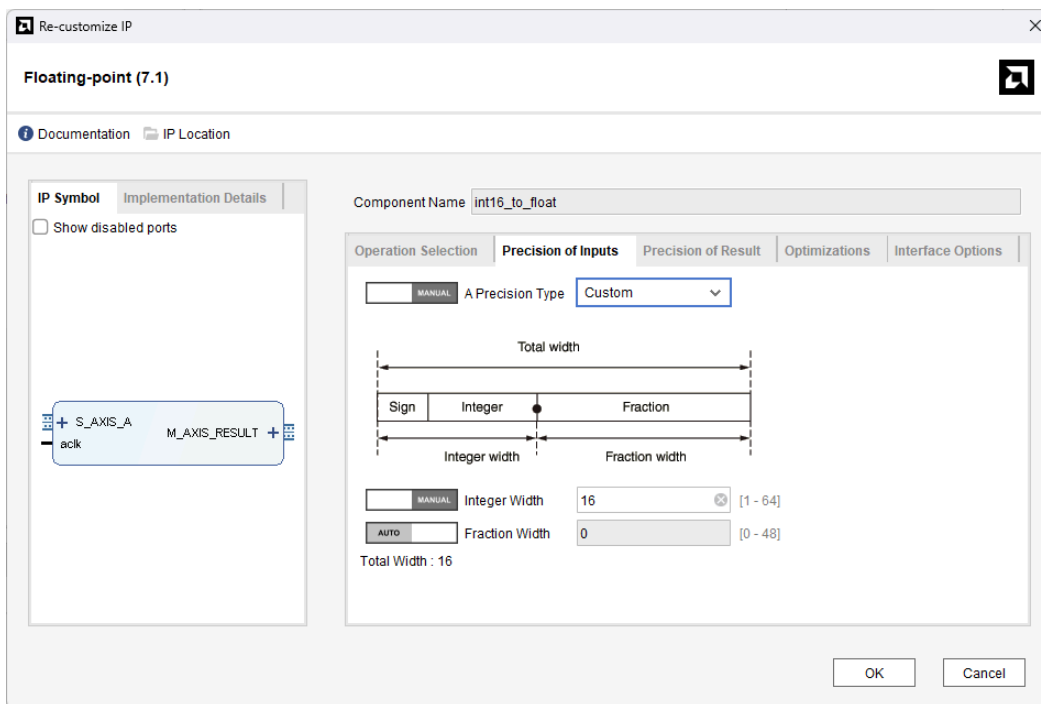 Re-customize IP
Floating-point (7.1)
Documentation IP Location
IP Symbol Implementation Details
Show disabled ports
S_AXIS_A
aclk
M_AXIS_RESULT
Component Name int16_to_float
Operation Selection Precision of Inputs Precision of Result Optimizations Interface Options
MANUAL A Precision Type Custom
Total width
Sign Integer Fraction
Integer width Fraction width
MANUAL Integer Width 16 [1 - 64]
AUTO Fraction Width 0 [0 - 48]
Total Width : 16
OK Cancel